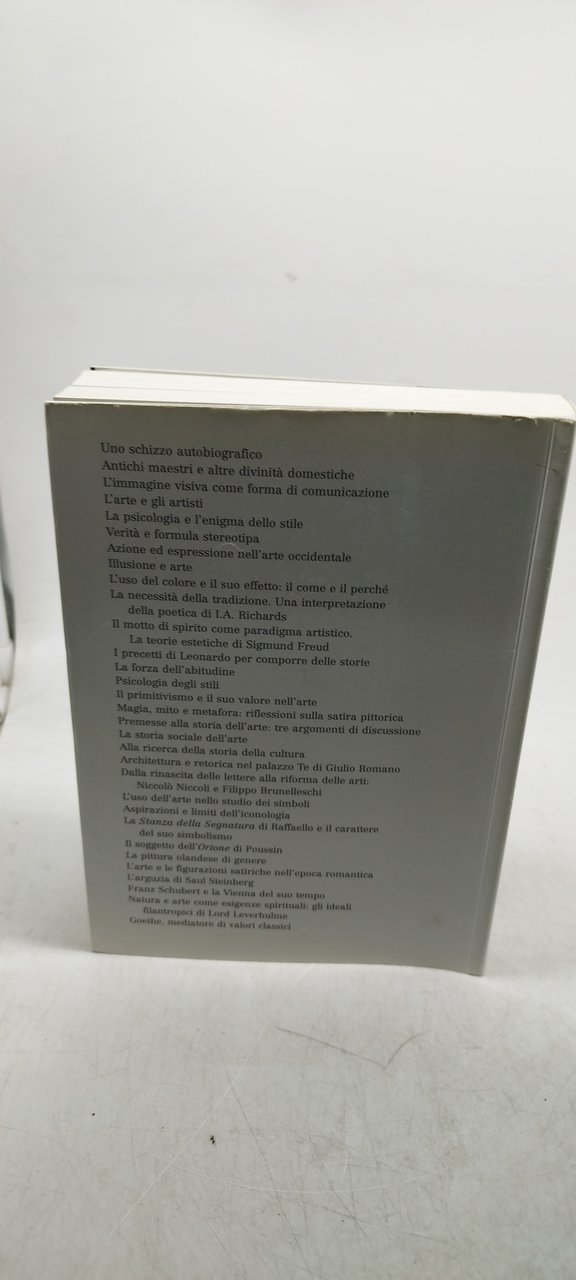 Uno schizzo autobiografico
Antichi maestri e altre divinità domestiche
L'immagine visiva come forma di comunicazione
L'arte e gli artisti
La psicologia e l'enigma dello stile
Verità e formula stereotipa
Azione ed espressione nell'arte occidentale
Illusione e arte
L'uso del colore e il suo effetto: il come e il perché
La necessità della tradizione. Una interpretazione
della poetica di I.A. Richards
Il motto di spirito come paradigma artistico.
La teorie estetiche di Sigmund Freud
I precetti di Leonardo per comporre delle storie
La forza dell'abitudine
Psicologia degli stili
Il primitivismo e il suo valore nell'arte
Magia, mito e metafora: riflessioni sulla satira pittorica
Premesse alla storia dell'arte: tre argomenti di discussione
La storia sociale dell'arte
Alla ricerca della storia della cultura
Architettura e retorica nel palazzo Te di Giulio Romano
Dalla rinascita delle lettere alla riforma delle arti:
Niccolò Niccoli e Filippo Brunelleschi
L'uso dell'arte nello studio dei simboli
Aspirazioni e limiti dell'iconologia
La Stanza della Segnatura di Raffaello e il carattere
del suo simbolismo
Il soggetto dell'Orione di Poussin
La pittura olandese di genere
L'arte e le figurazioni satiriche nell'epoca romantica
L'arguzia di Saul Steinberg
Franz Schubert e la Vienna del suo tempo
Natura e arte come esigenze spirituali: gli ideali
filantropici di Lord Leverhulme
Goethe, mediatore di valori classici